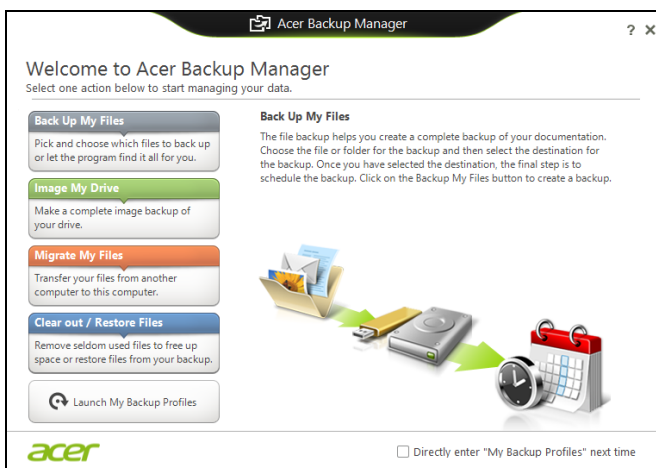 Acer Backup Manager
? X
Welcome to Acer Backup Manager
Select one action below to start managing your data.
Back Up My Files
Pick and choose which files to back up
or let the program find it all for you.
Image My Drive
Make a complete image backup of
your drive.
Migrate My Files
Transfer your files from another
computer to this computer.
Clear out / Restore Files
Remove seldom used files to free up
space or restore files from your backup.
Launch My Backup Profiles
Back Up My Files
The file backup helps you create a complete backup of your documentation.
Choose the file or folder for the backup and then select the destination for
the backup. Once you have selected the destination, the final step is to
schedule the backup. Click on the Backup My Files button to create a backup.
acer
Directly enter "My Backup Profiles" next time